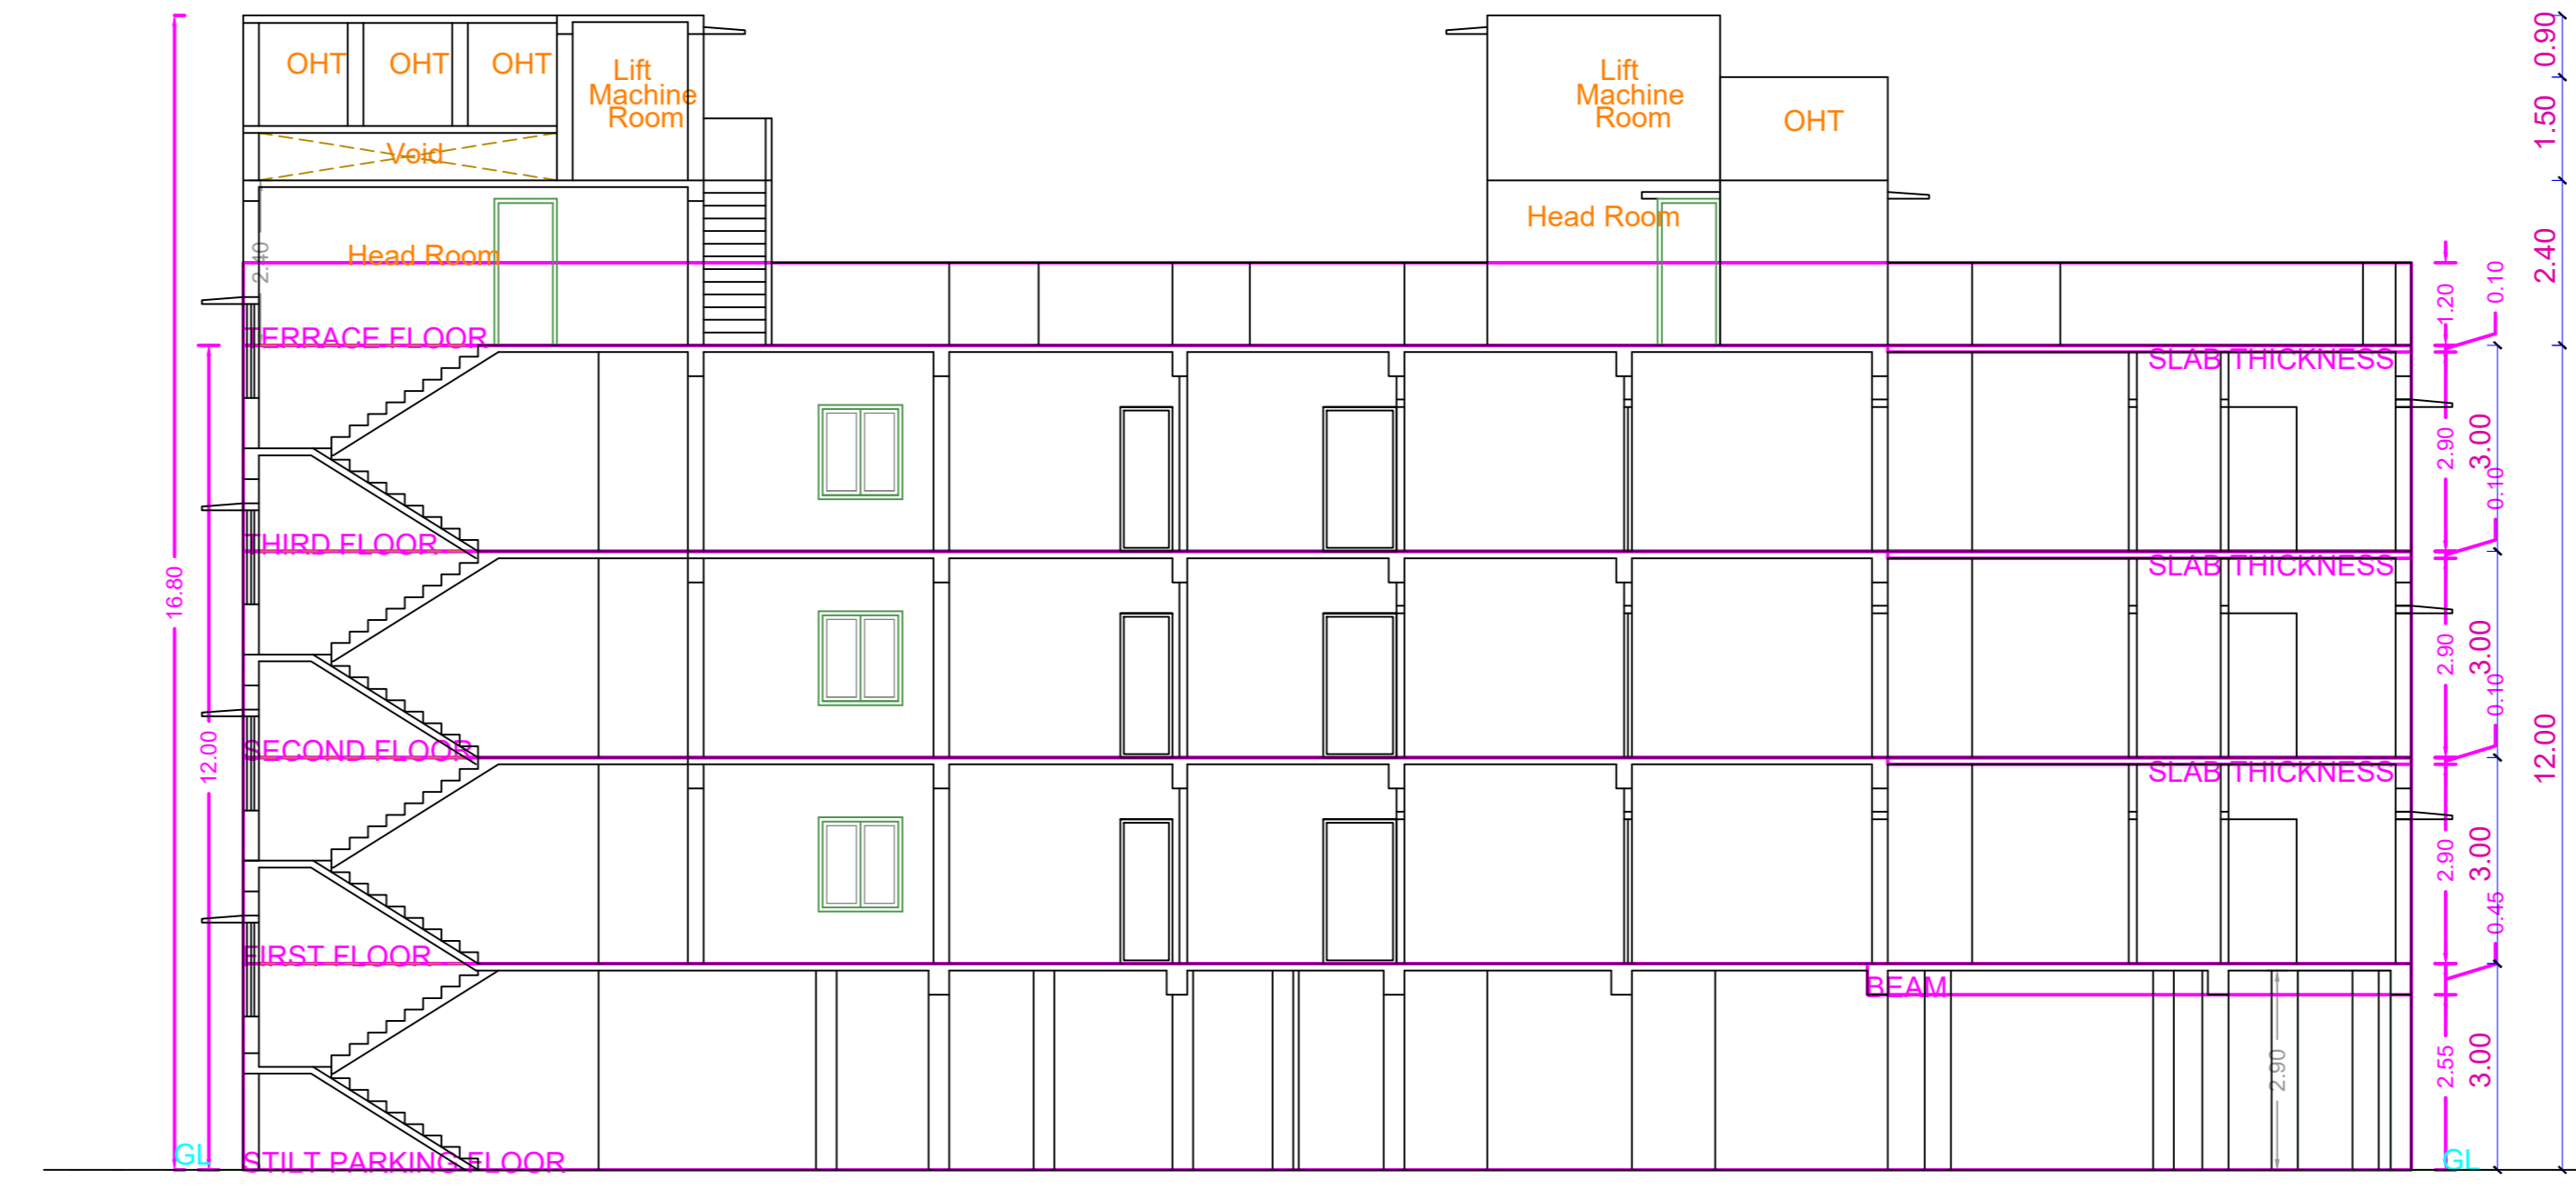 OHT
OHT
OHT
Lift
Machine
Room
Lift
Machine
Room
OHT
0.90
1.50
Void
Head Room
Head Room
2.40
2.40
1.20
0.10
TERRACE FLOOR
SLAB THICKNESS
2.90
3.00
0.10
THIRD FLOOR
SLAB THICKNESS
16.80
2.90
3.00
0.10
SECOND FLOOR
12.00
SLAB THICKNESS
12.00
2.90
3.00
0.45
FIRST FLOOR
BEAM
2.90
2.55
3.00
GL
STILT PARKING FLOOR
GL